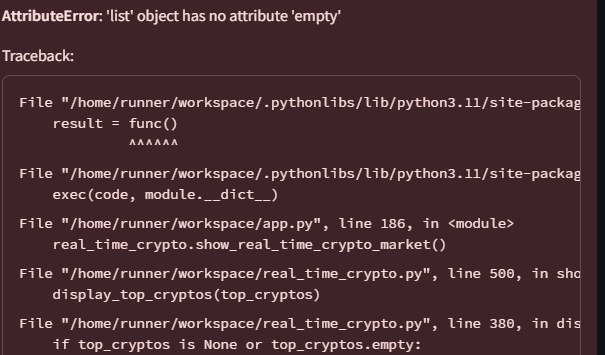 AttributeError: 'list' object has no attribute 'empty'
Traceback:
File "/home/runner/workspace/.pythonlibs/lib/python3.11/site-packag
result = func()
^^^^^^
File "/home/runner/workspace/.pythonlibs/lib/python3.11/site-packag
exec(code, module.__dict__)
File "/home/runner/workspace/app.py", line 186, in <module>
real_time_crypto.show_real_time_crypto_market()
File "/home/runner/workspace/real_time_crypto.py", line 500, in sho
display_top_cryptos(top_cryptos)
File "/home/runner/workspace/real_time_crypto.py", line 380, in dis
if top_cryptos is None or top_cryptos.empty: